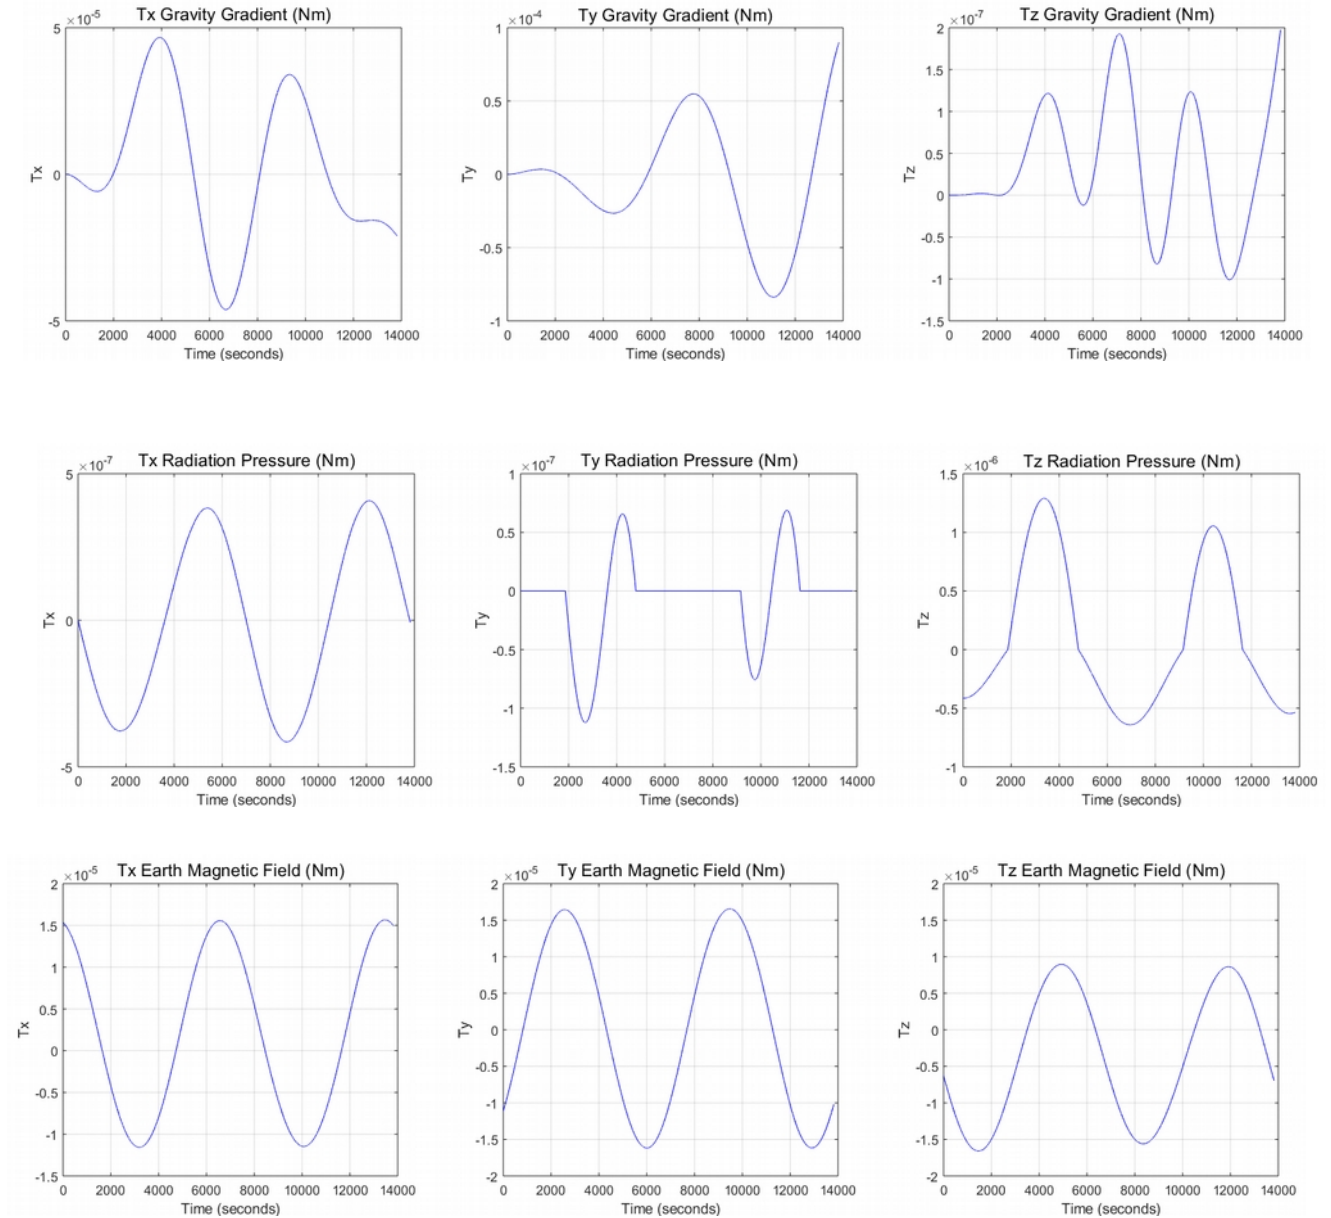 Tx Gravity Gradient (Nm)
×10-5
5
0
-5
Tx
0 2000 4000 6000 8000 10000 12000 14000
Time (seconds)
Ty Gravity Gradient (Nm)
×10-4
1
0.5
0
-0.5
-1
Ty
0 2000 4000 6000 8000 10000 12000 14000
Time (seconds)
Tz Gravity Gradient (Nm)
×10-7
2
1.5
1
0.5
0
-0.5
-1
-1.5
Tz
0 2000 4000 6000 8000 10000 12000 14000
Time (seconds)
Tx Radiation Pressure (Nm)
×10-7
5
0
-5
Tx
0 2000 4000 6000 8000 10000 12000 14000
Time (seconds)
Ty Radiation Pressure (Nm)
×10-7
1
0.5
0
-0.5
-1
-1.5
Ty
0 2000 4000 6000 8000 10000 12000 14000
Time (seconds)
Tz Radiation Pressure (Nm)
×10-6
1.5
1
0.5
0
-0.5
-1
Tz
0 2000 4000 6000 8000 10000 12000 14000
Time (seconds)
Tx Earth Magnetic Field (Nm)
×10-5
2
1.5
1
0.5
0
-0.5
-1
-1.5
Tx
0 2000 4000 6000 8000 10000 12000 14000
Time (seconds)
Ty Earth Magnetic Field (Nm)
×10-5
2
1.5
1
0.5
0
-0.5
-1
-1.5
-2
Ty
0 2000 4000 6000 8000 10000 12000 14000
Time (seconds)
Tz Earth Magnetic Field (Nm)
×10-5
2
1.5
1
0.5
0
-0.5
-1
-1.5
-2
Tz
0 2000 4000 6000 8000 10000 12000 14000
Time (seconds)